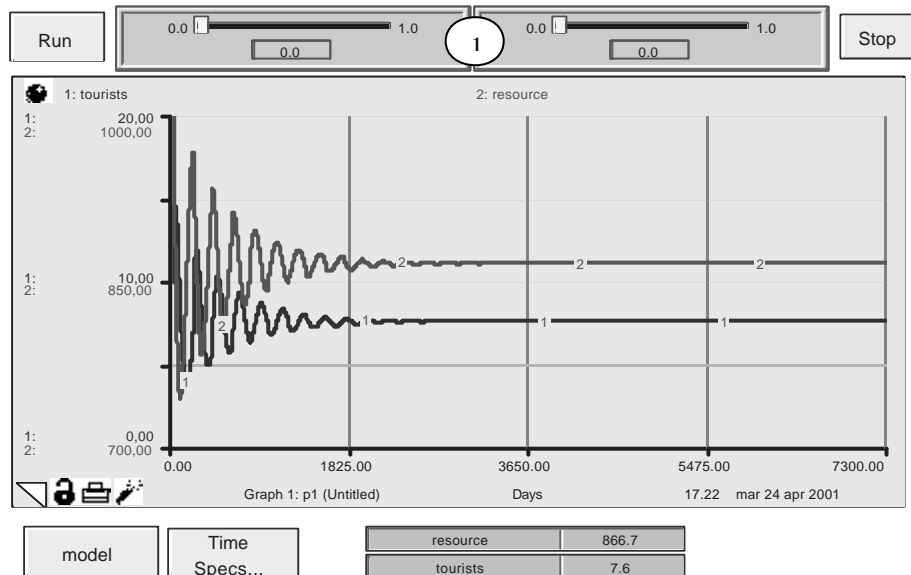 Run
0.0 1.0
0.0
1
0.0 1.0
0.0
Stop
1: tourists
2: resource
1: 20,00
2: 1000,00
1: 10,00
2: 850,00
1: 0,00
2: 700,00
1
2
1
2
1
2
1
2
0.00
1825.00
3650.00
5475.00
7300.00
Graph 1: p1 (Untitled)
Days
17.22 mar 24 apr 2001
model
Time
Specs...
resource 866.7
tourists 7.6